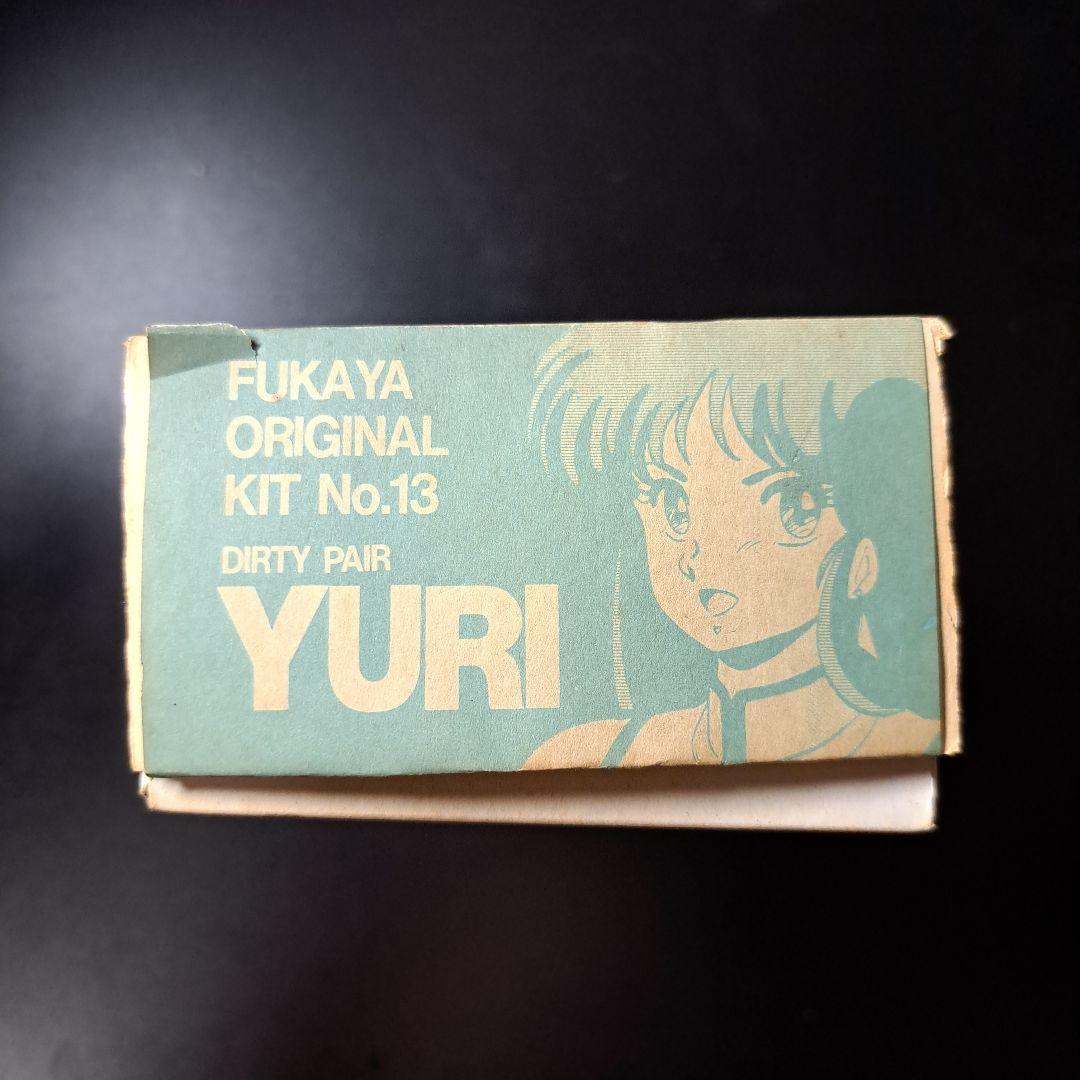 FUKAYA
ORIGINAL
KIT No.13
DIRTY PAIR
YURI